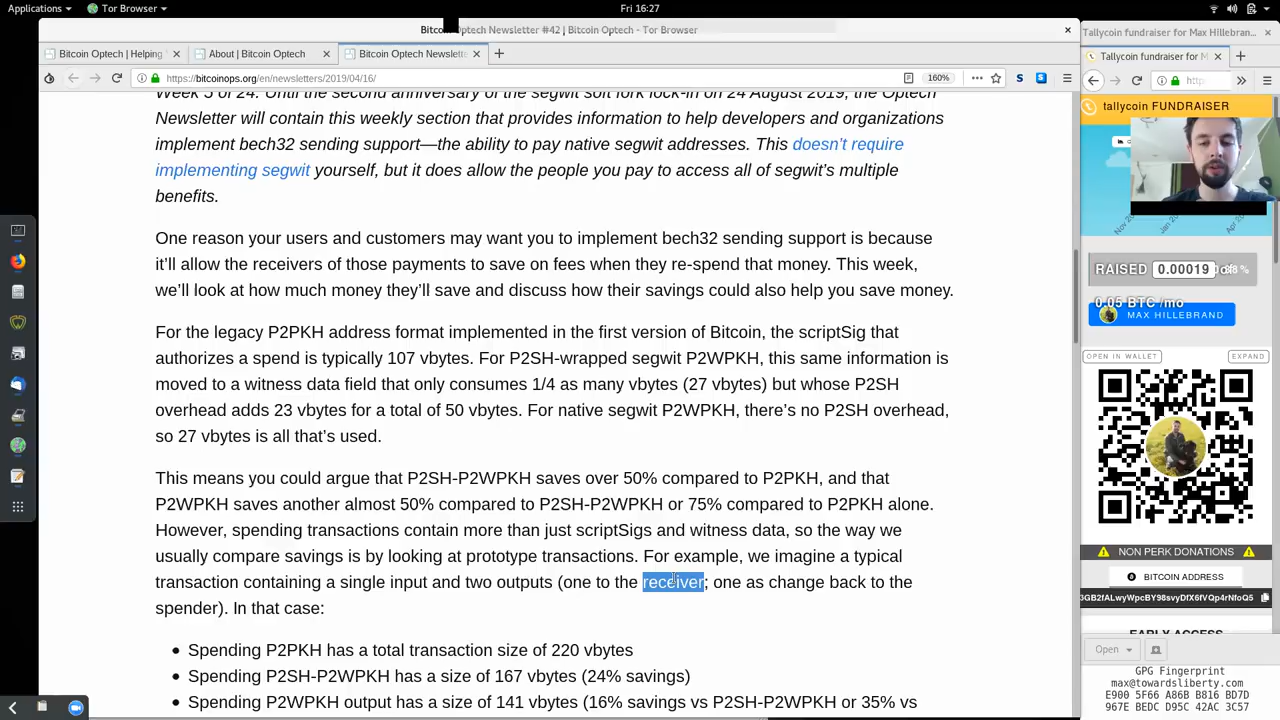 Applications
Tor Browser
Fri 16:27
Bitcoin Optech Newsletter #42 | Bitcoin Optech - Tor Browser
Bitcoin Optech | Helping
About | Bitcoin Optech
Bitcoin Optech Newslette
https://bitcoinops.org/en/newsletters/2019/04/16/
160%
Week 5 of 24. Until the second anniversary of the segwit soft fork lock-in on 24 August 2019, the Optech
Newsletter will contain this weekly section that provides information to help developers and organizations
implement bech32 sending support—the ability to pay native segwit addresses. This doesn't require
implementing segwit yourself, but it does allow the people you pay to access all of segwit's multiple
benefits.
One reason your users and customers may want you to implement bech32 sending support is because
it'll allow the receivers of those payments to save on fees when they re-spend that money. This week,
we'll look at how much money they'll save and discuss how their savings could also help you save money.
For the legacy P2PKH address format implemented in the first version of Bitcoin, the scriptSig that
authorizes a spend is typically 107 vbytes. For P2SH-wrapped segwit P2WPKH, this same information is
moved to a witness data field that only consumes 1/4 as many vbytes (27 vbytes) but whose P2SH
overhead adds 23 vbytes for a total of 50 vbytes. For native segwit P2WPKH, there's no P2SH overhead,
so 27 vbytes is all that's used.
This means you could argue that P2SH-P2WPKH saves over 50% compared to P2PKH, and that
P2WPKH saves another almost 50% compared to P2SH-P2WPKH or 75% compared to P2PKH alone.
However, spending transactions contain more than just scriptSigs and witness data, so the way we
usually compare savings is by looking at prototype transactions. For example, we imagine a typical
transaction containing a single input and two outputs (one to the receiver; one as change back to the
spender). In that case:
• Spending P2PKH has a total transaction size of 220 vbytes
• Spending P2SH-P2WPKH has a size of 167 vbytes (24% savings)
• Spending P2WPKH output has a size of 141 vbytes (16% savings vs P2SH-P2WPKH or 35% vs
Tallycoin fundraiser for Max Hillebran...
Tallycoin fundraiser for M
http
tallycoin FUNDRAISER
RAISED 0.00019 of
0.05 BTC /mo
MAX HILLEBRAND
OPEN IN WALLET
EXPAND
NON PERK DONATIONS
BITCOIN ADDRESS
3GB2fALwyWpcBY98svyDfX6fVQp4rNfoQ5
EARLY ACCESS
Open
GPG Fingerprint
max@towardsliberty.com
E900 5F66 A86B B816 BD7D
967E BEDC D95C 42AC 3C57